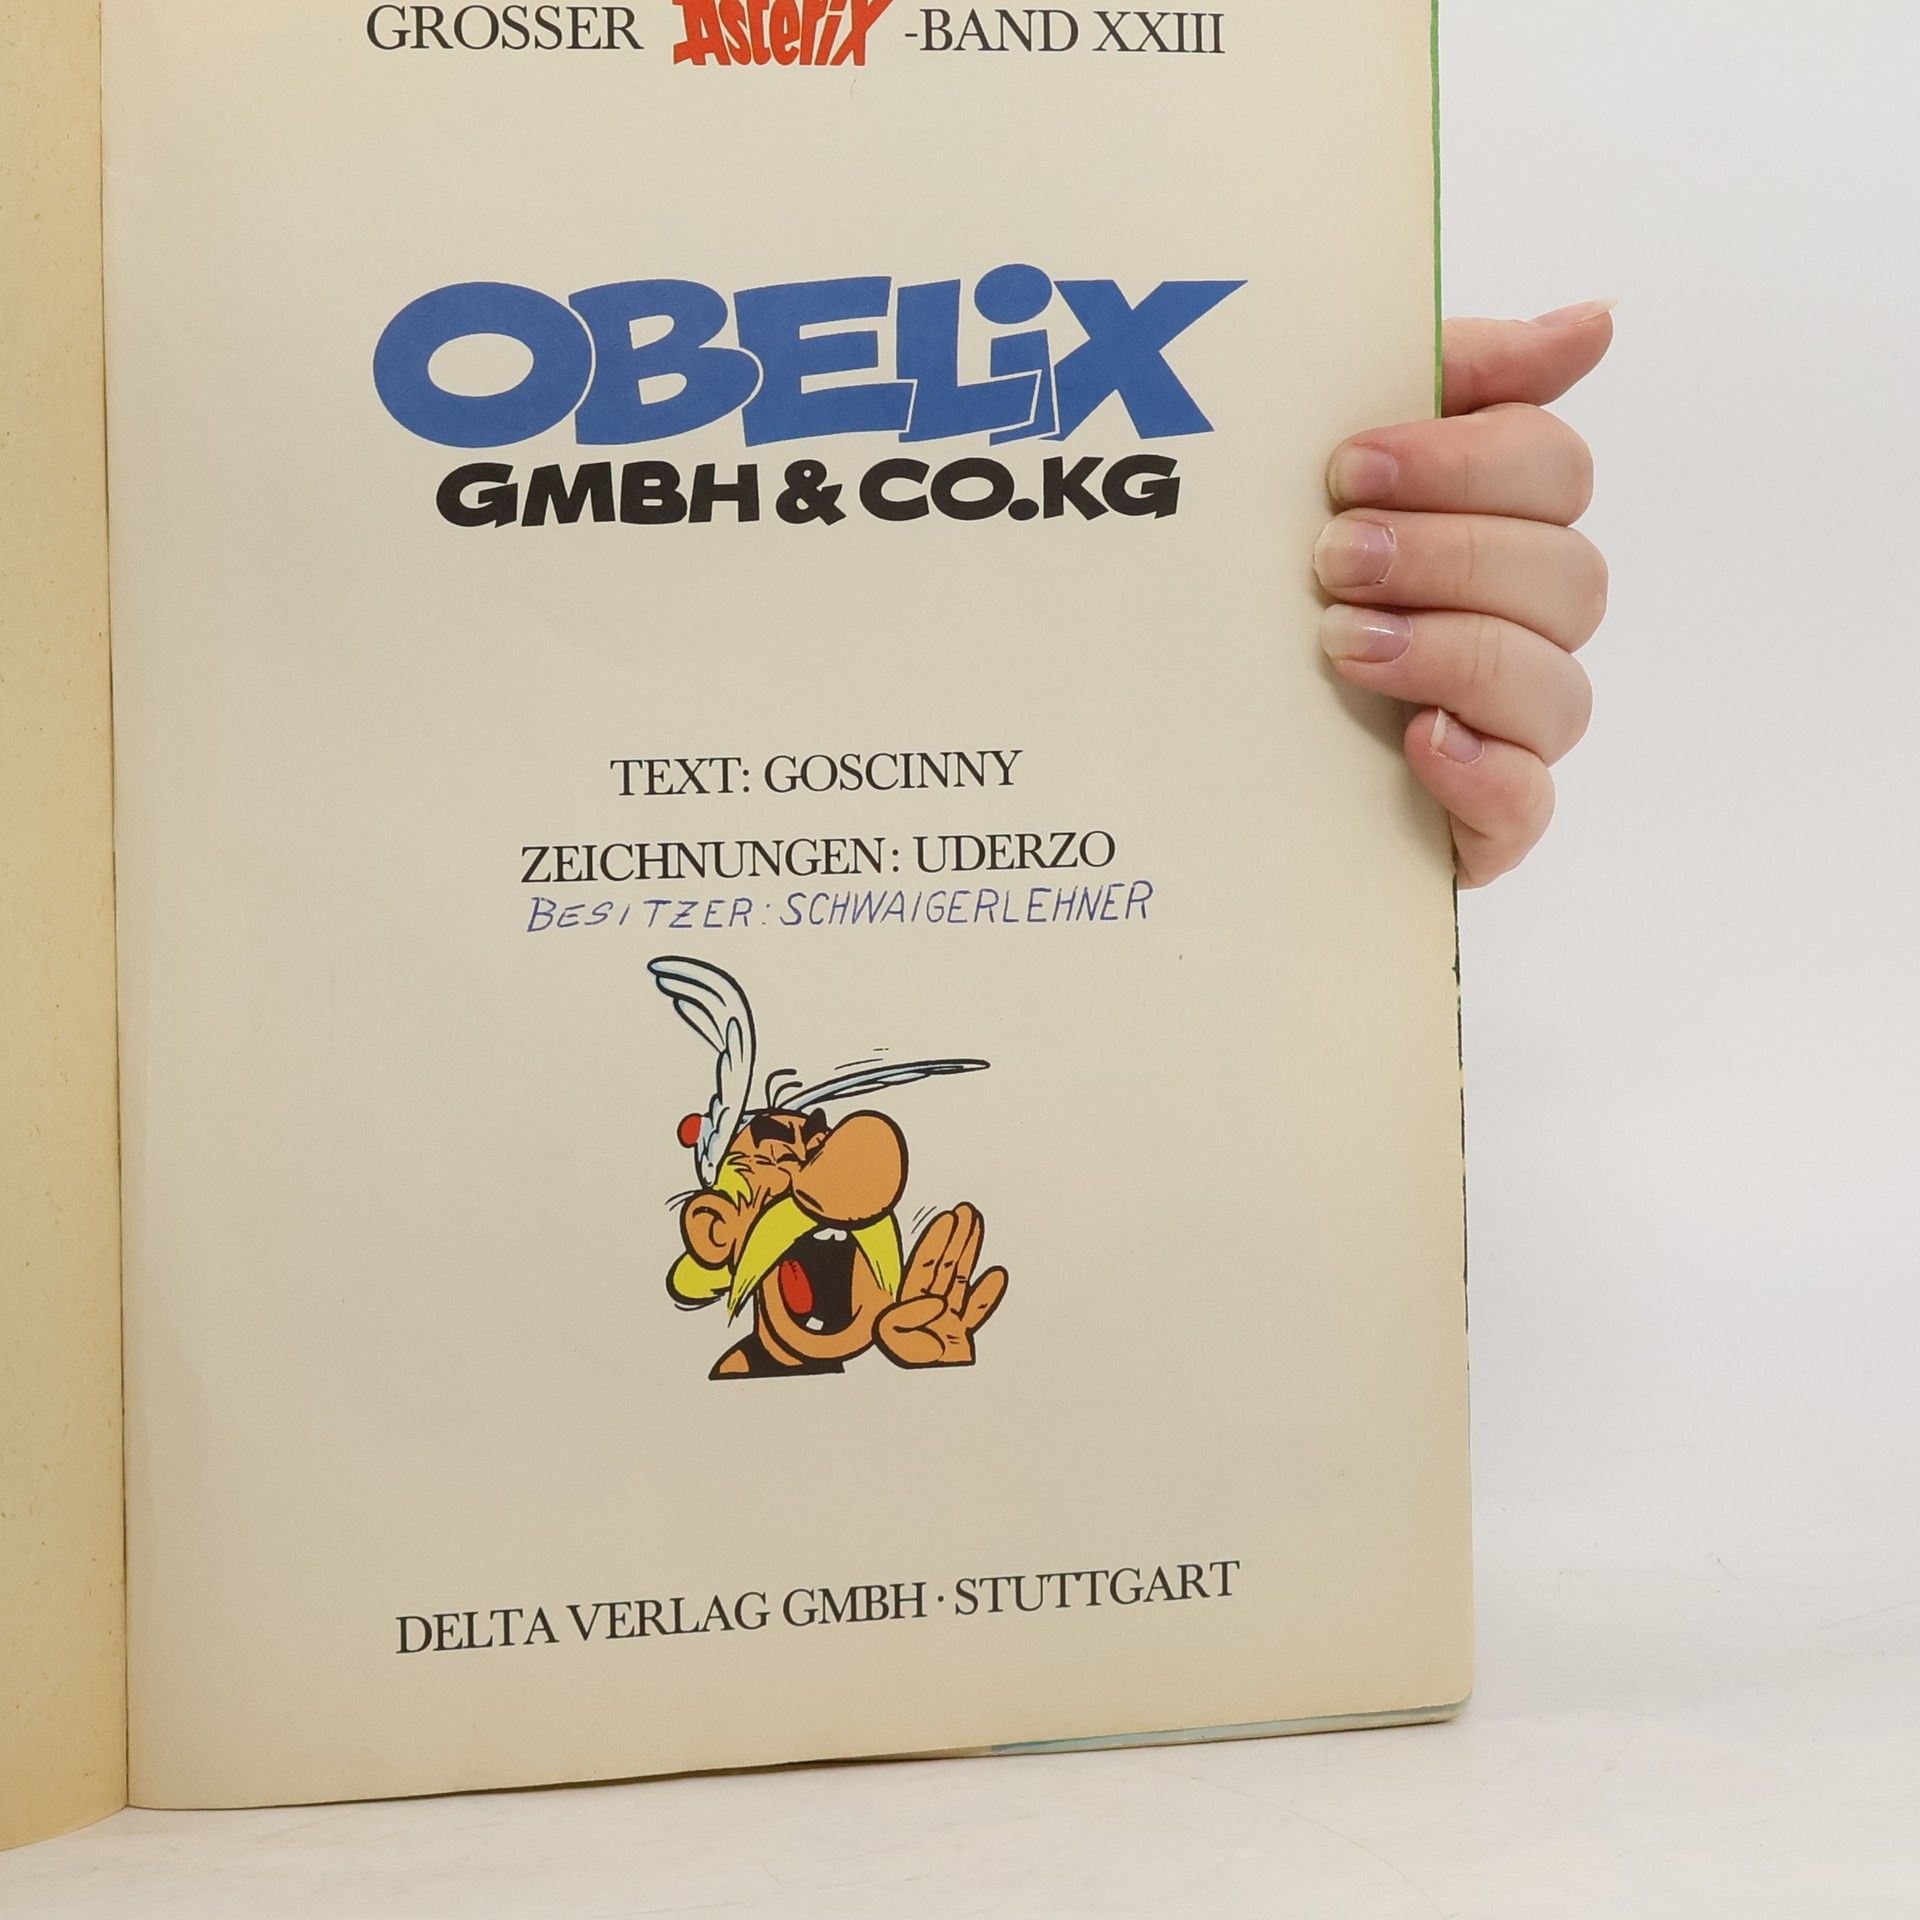 GROSSER Asterix -BAND XXIII
OBELiX
GMBH & CO.KG
TEXT: GOSCINNY
ZEICHNUNGEN: UDERZO
BESITZER: SCHWAIGERLEHNER
DELTA VERLAG GMBH · STUTTGART